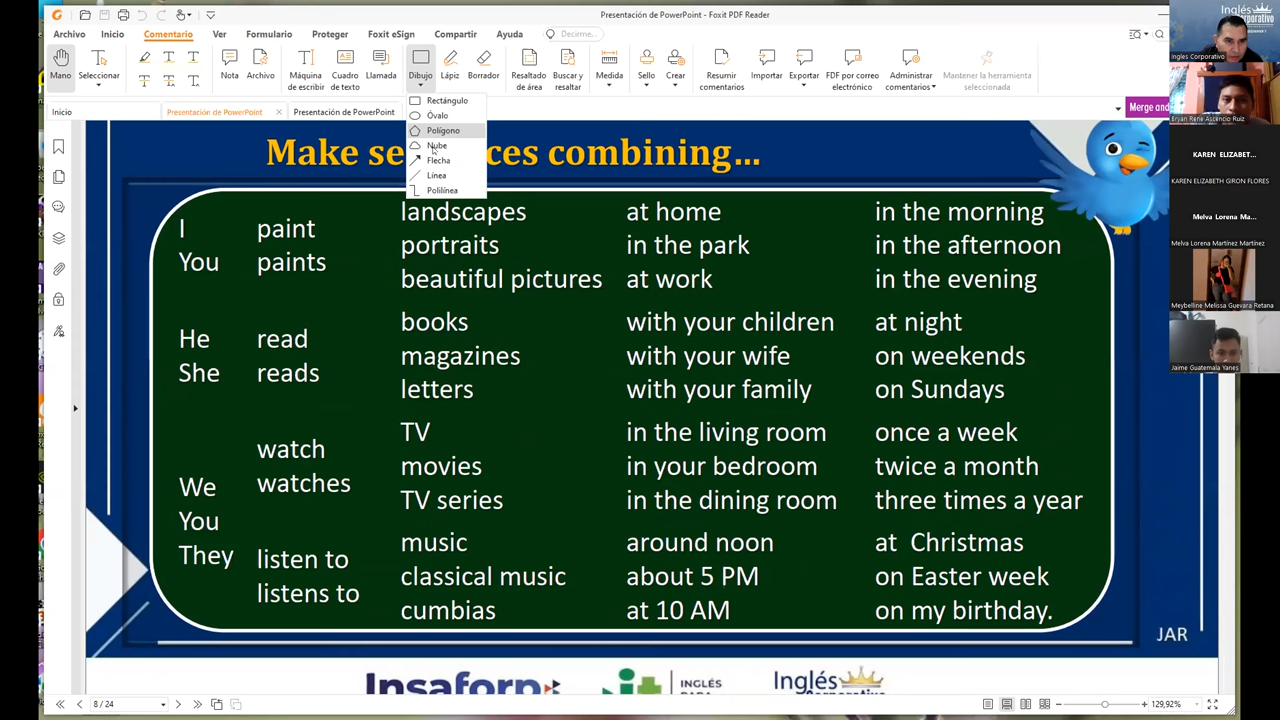 Presentación de PowerPoint - Foxit PDF Reader
Archivo Inicio Comentario Ver Formulario Proteger Foxit eSign Compartir Ayuda Decirme...
Mano Seleccionar Nota Archivo Máquina de escribir Cuadro de texto Llamada Dibujo Lápiz Borrador Resultado de área Buscar y resaltar Medida Sello Crear Resumir comentarios Importar Exportar PDF por correo electrónico Administrar comentarios Mantener la herramienta seleccionada
Inicio Presentación de PowerPoint Presentación de PowerPoint Merge and
Rectángulo
Óvalo
Polígono
Nube
Flecha
Línea
Polilínea
Make se ces combining...
I
You
He
She
We
You
They
paint
paints
read
reads
watch
watches
listen to
listens to
landscapes
portraits
beautiful pictures
books
magazines
letters
TV
movies
TV series
music
classical music
cumbias
at home
in the park
at work
with your children
with your wife
with your family
in the living room
in your bedroom
in the dining room
around noon
about 5 PM
at 10 AM
in the morning
in the afternoon
in the evening
at night
on weekends
on Sundays
once a week
twice a month
three times a year
at Christmas
on Easter week
on my birthday.
JAR
Insaforp
INGLÉS
Inglés
8 / 24
129,92%
Inglés
Corporativo
Ingles Corporativo
Bryan Rene Ascencio Ruiz
KAREN ELIZABET...
KAREN ELIZABETH GIRON FLORES
Melva Lorena Ma...
Melva Lorena Martínez Martínez
Meybelline Melissa Guevara Retana
Jaime Guatemala Yanes